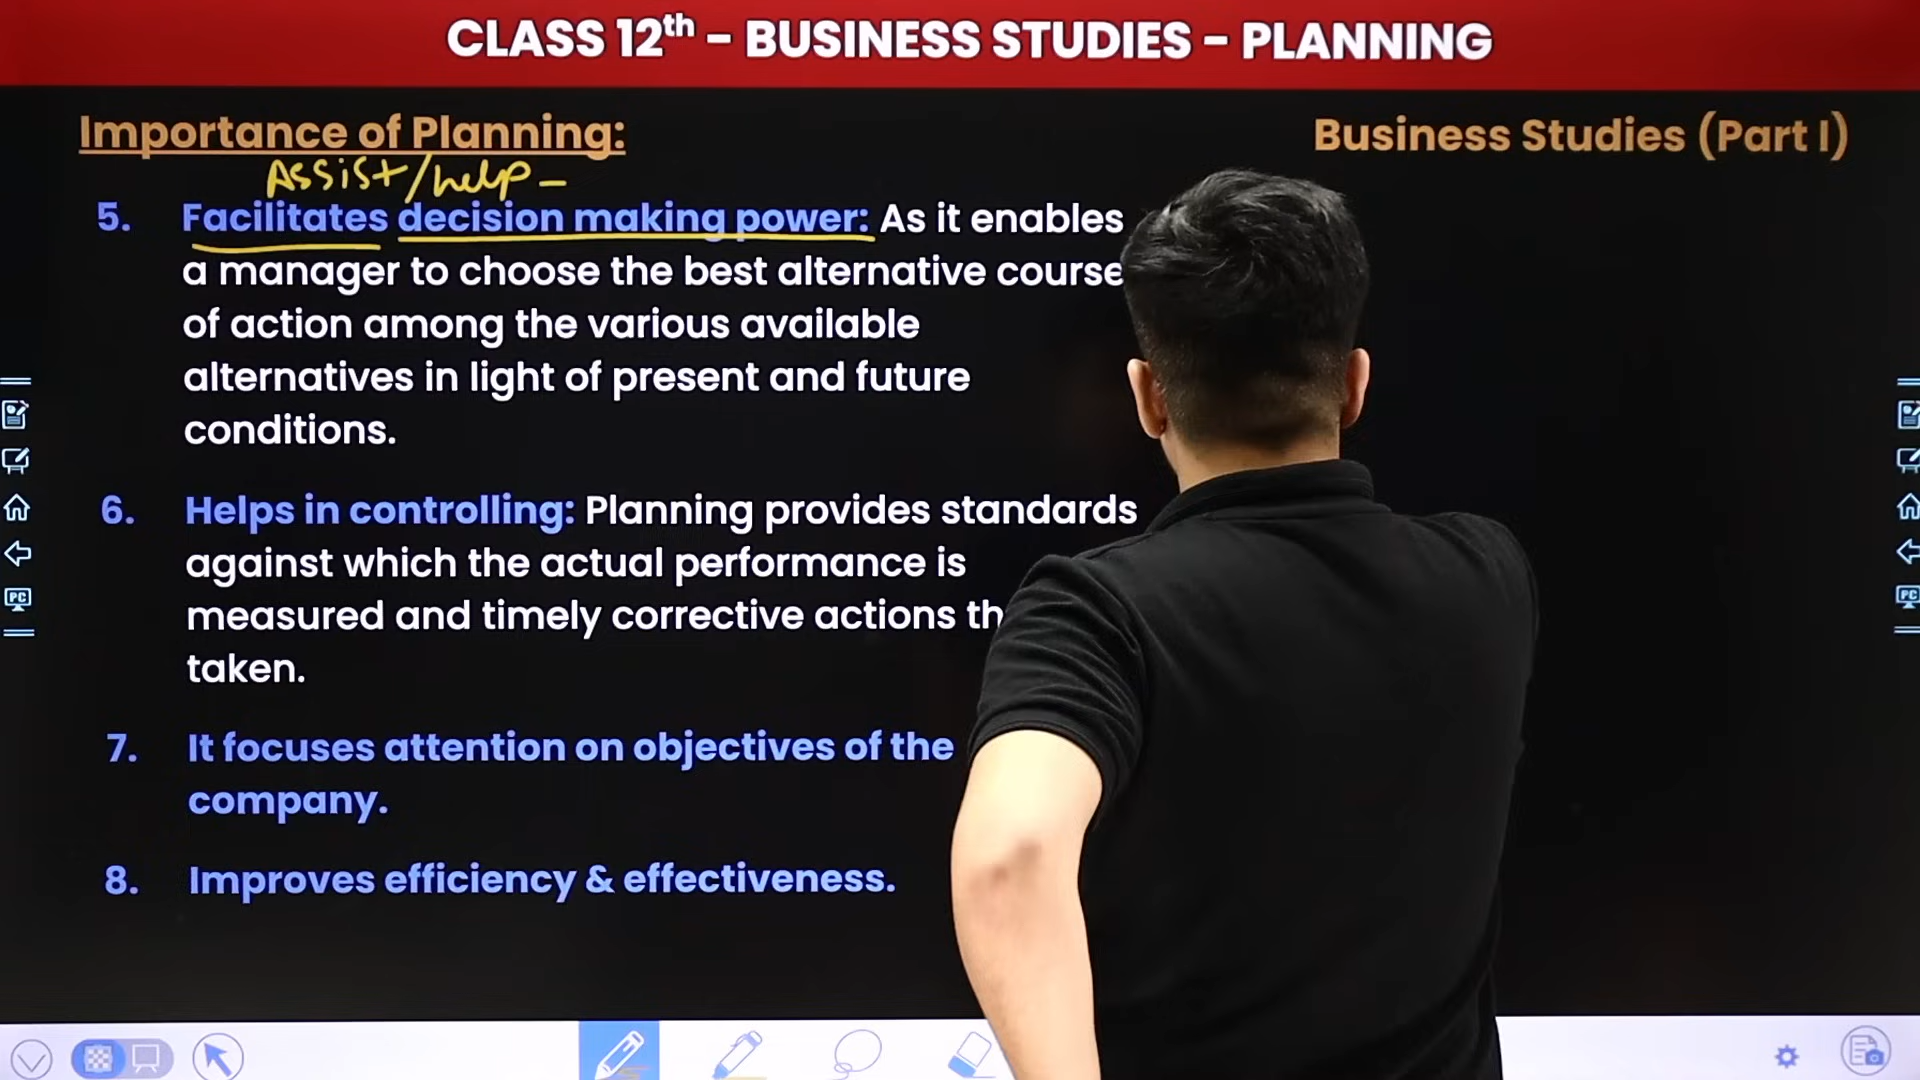 CLASS 12th – BUSINESS STUDIES – PLANNING
Importance of Planning:
Business Studies (Part I)
Assist/help –
5. Facilitates decision making power: As it enables
a manager to choose the best alternative course
of action among the various available
alternatives in light of present and future
conditions.
6. Helps in controlling: Planning provides standards
against which the actual performance is
measured and timely corrective actions
taken.
7. It focuses attention on objectives of the
company.
8. Improves efficiency & effectiveness.
PC
PC